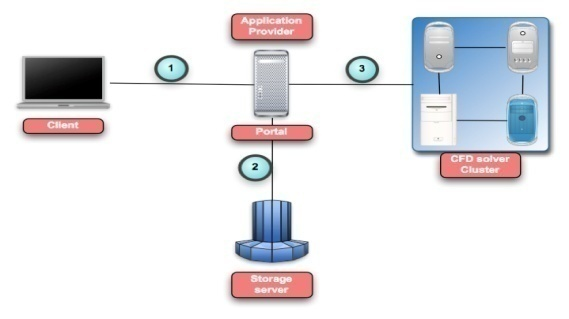 Application
Provider
1
3
Client
Portal
CFD solver
Cluster
2
Storage
server